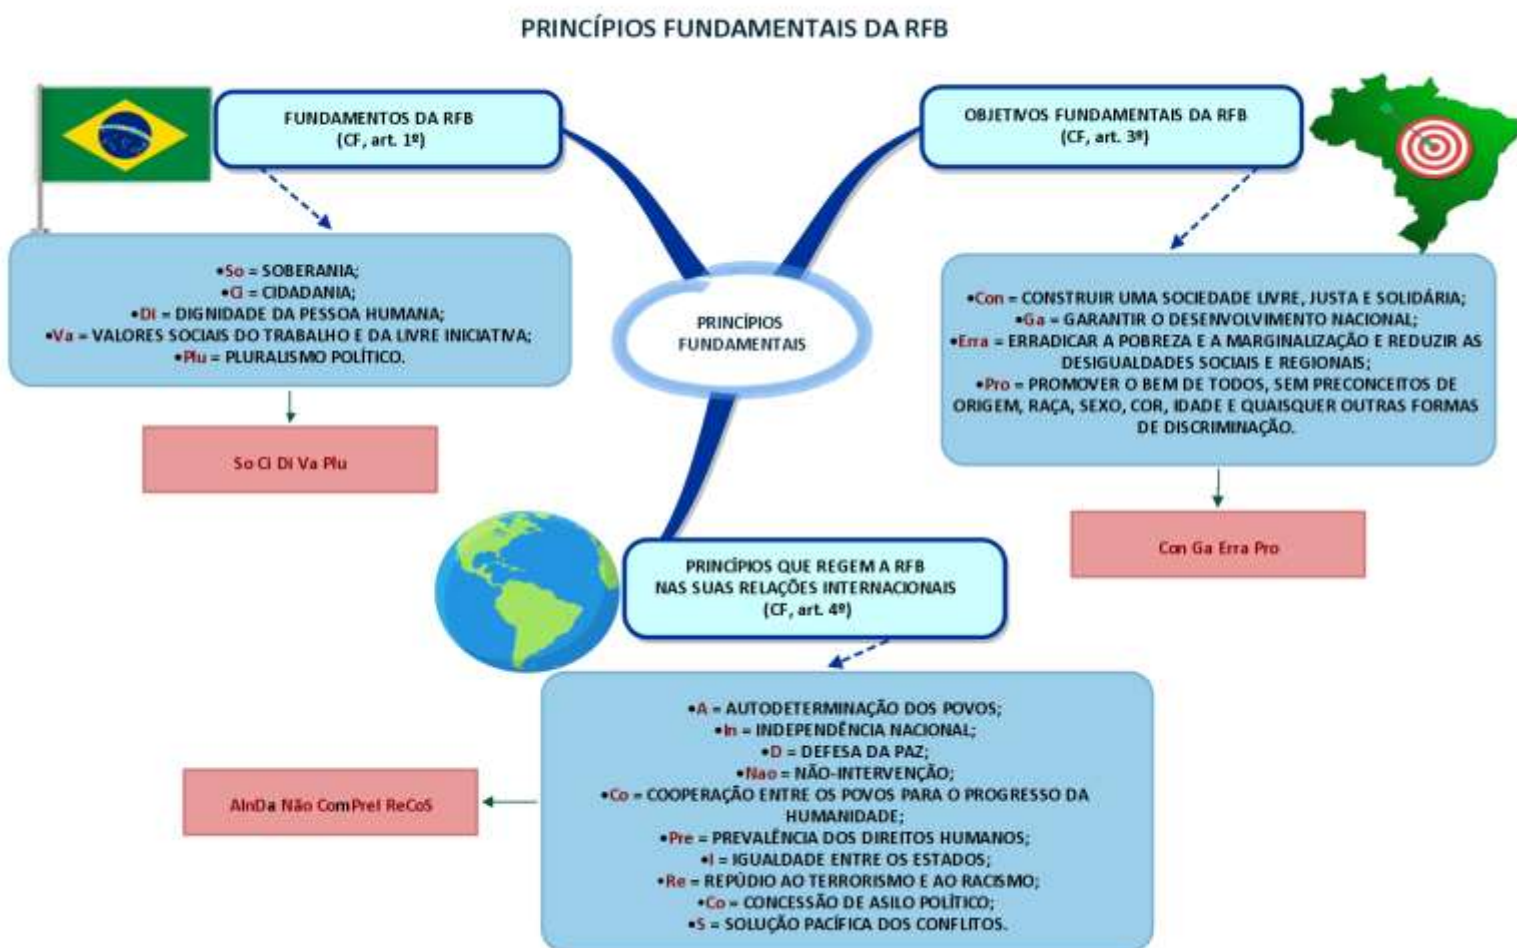 PRINCÍPIOS FUNDAMENTAIS DA RFB
FUNDAMENTOS DA RFB
(CF, art. 1º)
•So = SOBERANIA;
•Ci = CIDADANIA;
•Di = DIGNIDADE DA PESSOA HUMANA;
•Va = VALORES SOCIAIS DO TRABALHO E DA LIVRE INICIATIVA;
•Plu = PLURALISMO POLÍTICO.
So Ci Di Va Plu
OBJETIVOS FUNDAMENTAIS DA RFB
(CF, art. 3º)
•Con = CONSTRUIR UMA SOCIEDADE LIVRE, JUSTA E SOLIDÁRIA;
•Ga = GARANTIR O DESENVOLVIMENTO NACIONAL;
•Erra = ERRADICAR A POBREZA E A MARGINALIZAÇÃO E REDUZIR AS
DESIGUALDADES SOCIAIS E REGIONAIS;
•Pro = PROMOVER O BEM DE TODOS, SEM PRECONCEITOS DE
ORIGEM, RAÇA, SEXO, COR, IDADE E QUAISQUER OUTRAS FORMAS
DE DISCRIMINAÇÃO.
Con Ga Erra Pro
PRINCÍPIOS
FUNDAMENTAIS
PRINCÍPIOS QUE REGEM A RFB
NAS SUAS RELAÇÕES INTERNACIONAIS
(CF, art. 4º)
•A = AUTODETERMINAÇÃO DOS POVOS;
•In = INDEPENDÊNCIA NACIONAL;
•D = DEFESA DA PAZ;
•Nao = NÃO-INTERVENÇÃO;
•Co = COOPERAÇÃO ENTRE OS POVOS PARA O PROGRESSO DA
HUMANIDADE;
•Pre = PREVALÊNCIA DOS DIREITOS HUMANOS;
•I = IGUALDADE ENTRE OS ESTADOS;
•Re = REPÚDIO AO TERRORISMO E AO RACISMO;
•Co = CONCESSÃO DE ASILO POLÍTICO;
•S = SOLUÇÃO PACÍFICA DOS CONFLITOS.
AInDa Não ComPreI ReCoS